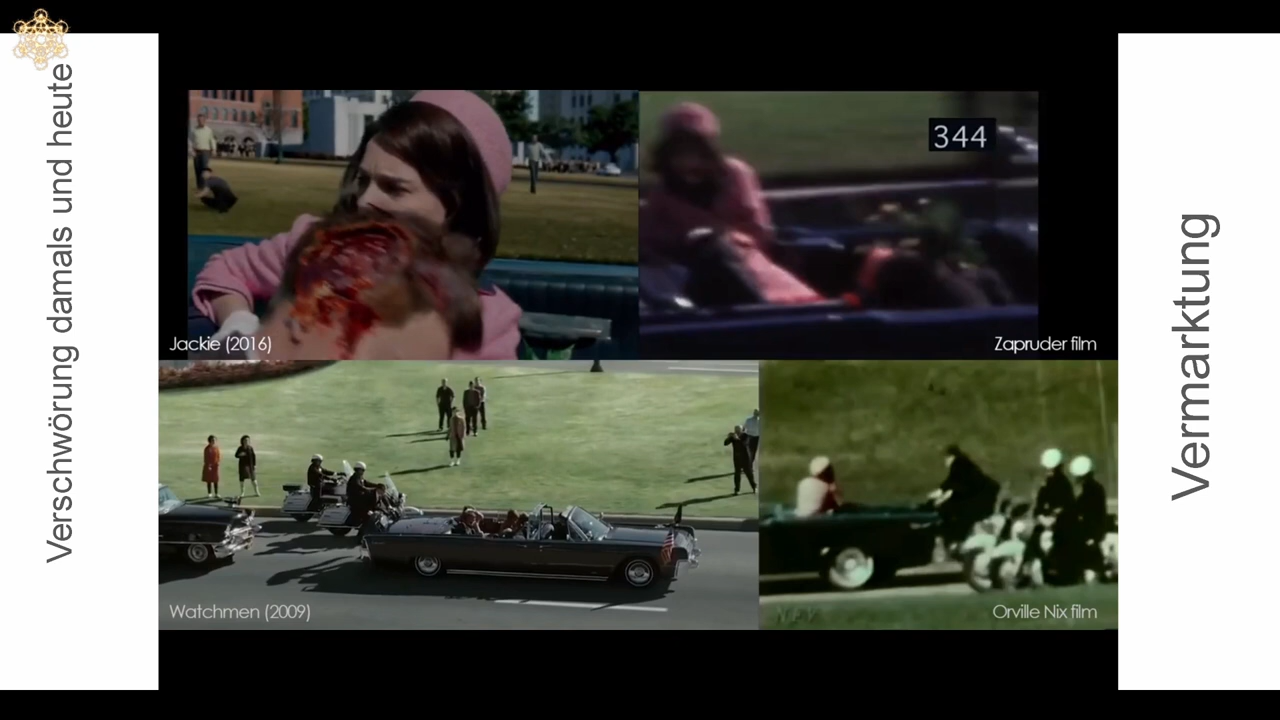 Verschwörung damals und heute
344
Jackie (2016)
Zapruder film
Watchmen (2009)
Orville Nix film
Vermarktung